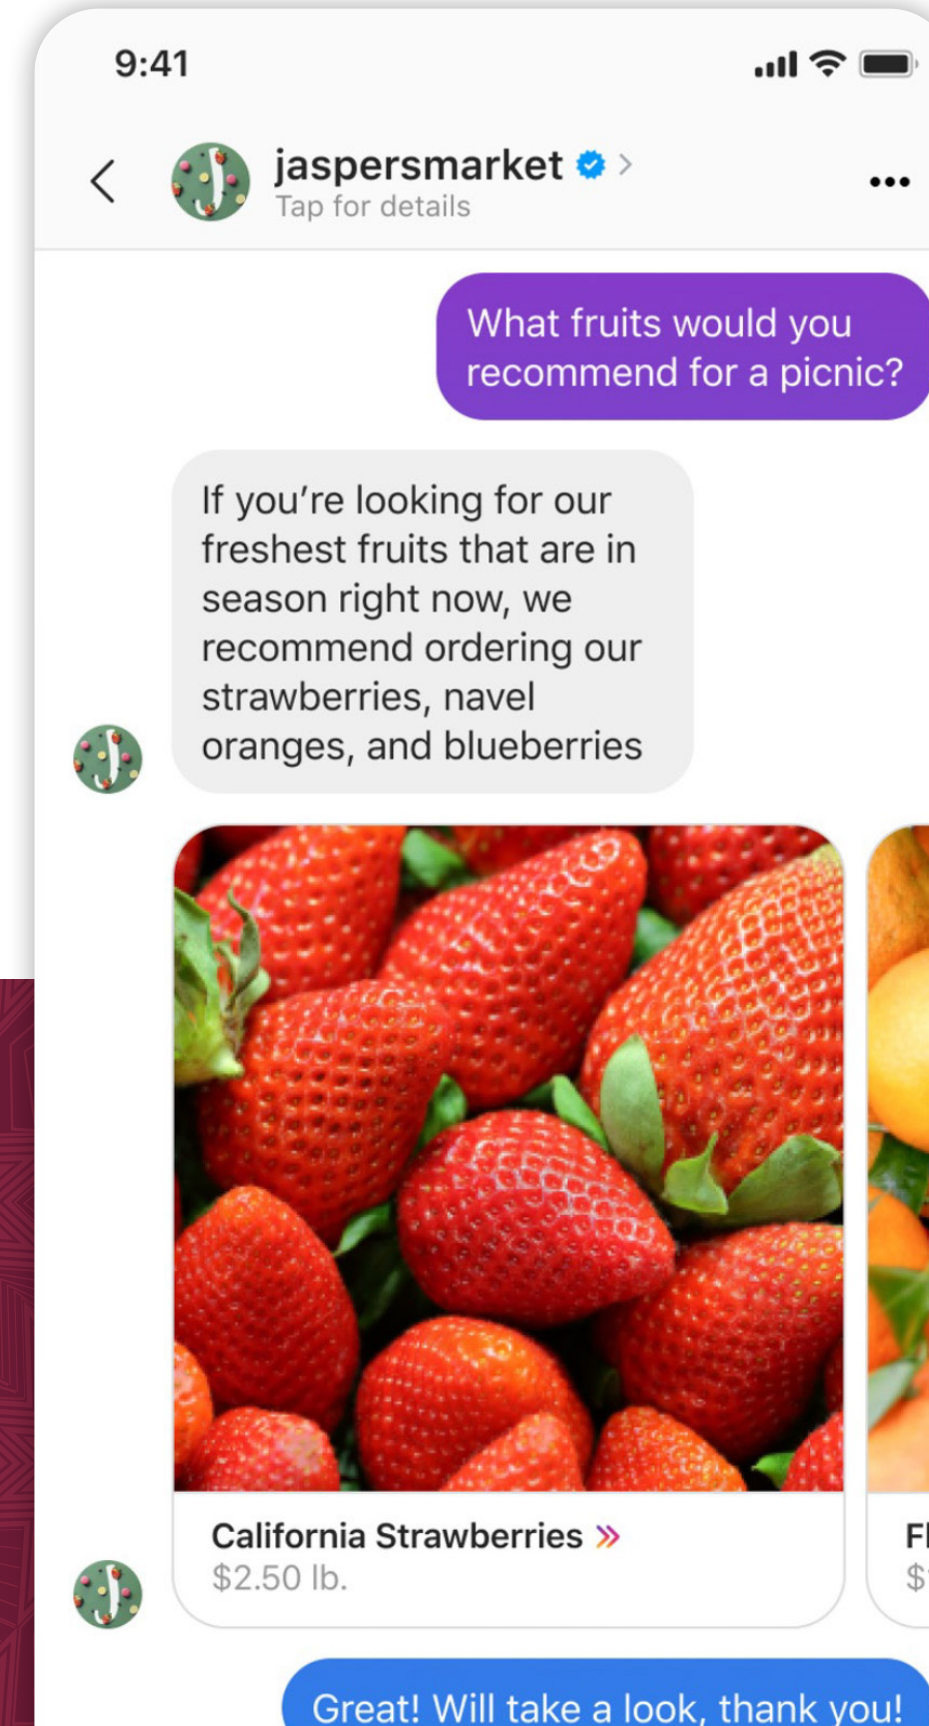 9:41
jaspersmarket
Tap for details
What fruits would you
recommend for a picnic?
If you’re looking for our
freshest fruits that are in
season right now, we
recommend ordering our
strawberries, navel
oranges, and blueberries
California Strawberries
$2.50 lb.
Great! Will take a look, thank you!